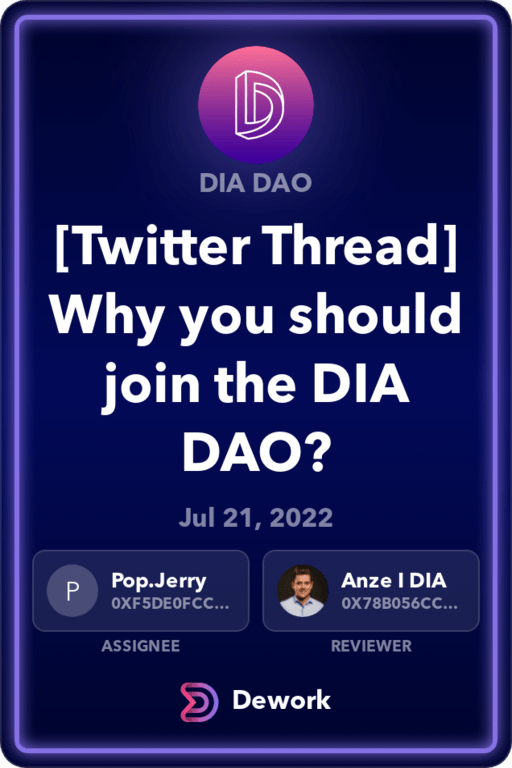 DIA DAO
[Twitter Thread]
Why you should
join the DIA
DAO?
Jul 21, 2022
P
Pop.Jerry
0XF5DE0FCC...
ASSIGNEE
Anze I DIA
0X78B056CC...
REVIEWER
Dework